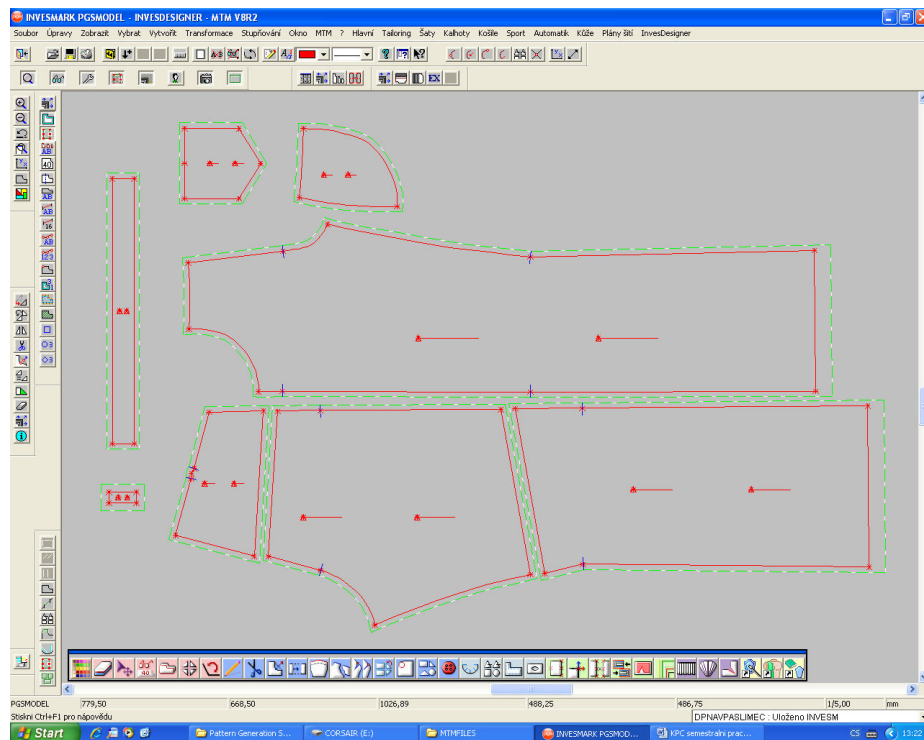 INVESMARK PGSMODEL - INVESDESIGNER - MTM V8R2
Soubor Úpravy Zobrazit Vybrat Vytvořit Transformace Stupňování Okno MTM ? Hlavní Tailoring Šaty Kalhoty Košile Sport Automatik Kůže Plány šití InvesDesigner
PGSMODEL 779,50 668,50 1026,89 488,25 486,75 1/5,00 mm
Stiskni Ctrl+F1 pro nápovědu DPNAVPASLIMEC : Uloženo INVESM
Start Pattern Generation S... CORSAIR (E:) MTMFILES INVESMARK PGSMOD... KPC semestralni prac... CS 13:22